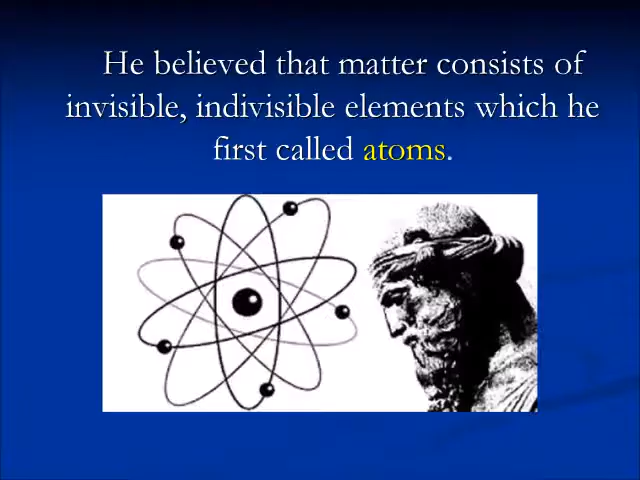 He believed that matter consists of
invisible, indivisible elements which he
first called atoms.